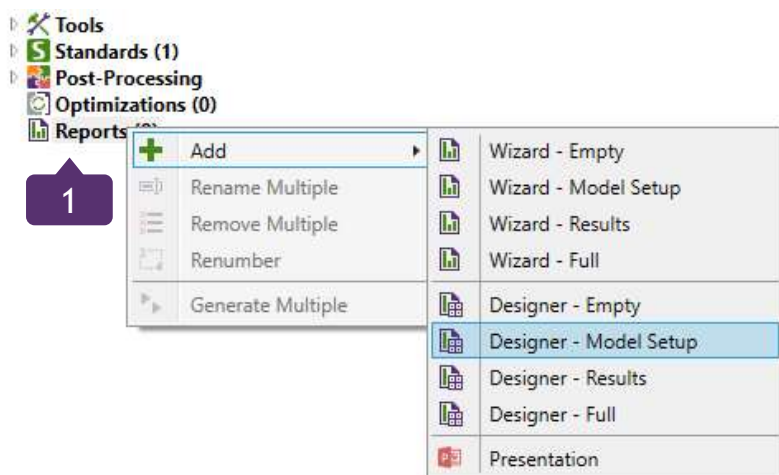 Tools
Standards (1)
Post-Processing
Optimizations (0)
Reports
1
Add
Rename Multiple
Remove Multiple
Renumber
Generate Multiple
Wizard - Empty
Wizard - Model Setup
Wizard - Results
Wizard - Full
Designer - Empty
Designer - Model Setup
Designer - Results
Designer - Full
Presentation